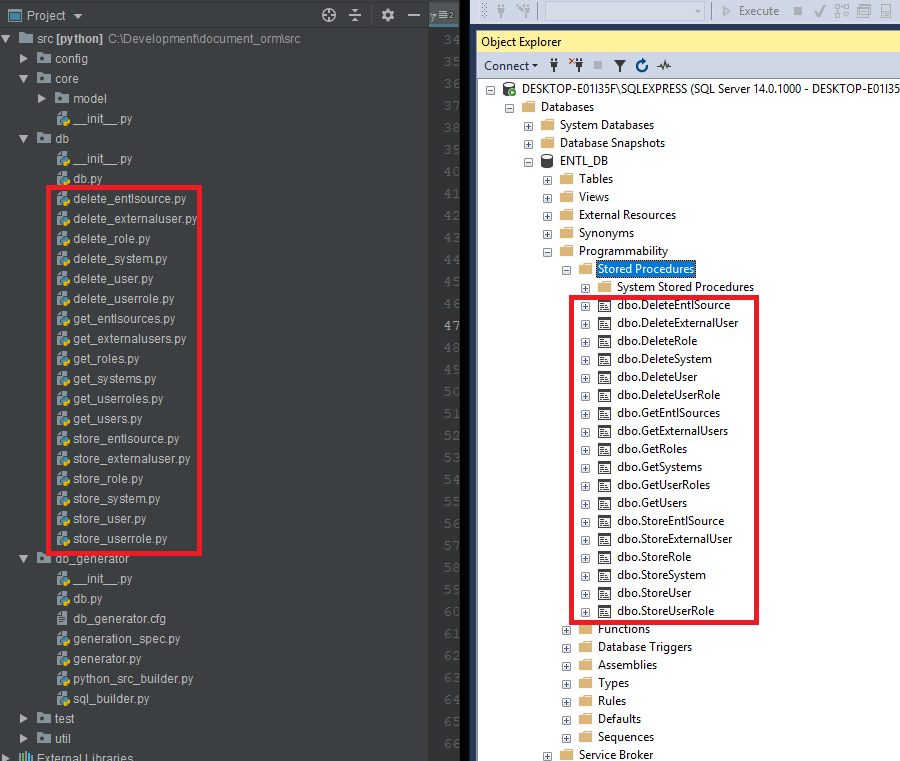 Project
src [python] C:\Development\document_orm\src
config
core
model
__init__.py
db
__init__.py
db.py
delete_entlsource.py
delete_externaluser.py
delete_role.py
delete_system.py
delete_user.py
delete_userrole.py
get_entlsources.py
get_externalusers.py
get_roles.py
get_systems.py
get_userroles.py
get_users.py
store_entlsource.py
store_externaluser.py
store_role.py
store_system.py
store_user.py
store_userrole.py
db_generator
__init__.py
db.py
db_generator.cfg
generation_spec.py
generator.py
python_src_builder.py
sql_builder.py
test
util
External Libraries
2
34
35
36
37
38
39
40
41
42
43
44
45
46
47
48
49
50
51
52
53
54
55
56
57
58
59
60
61
62
63
64
65
66
Execute
Object Explorer
Connect
DESKTOP-E01I35F\SQLEXPRESS (SQL Server 14.0.1000 - DESKTOP-E01I35
Databases
System Databases
Database Snapshots
ENTL_DB
Tables
Views
External Resources
Synonyms
Programmability
Stored Procedures
System Stored Procedures
dbo.DeleteEntlSource
dbo.DeleteExternalUser
dbo.DeleteRole
dbo.DeleteSystem
dbo.DeleteUser
dbo.DeleteUserRole
dbo.GetEntlSources
dbo.GetExternalUsers
dbo.GetRoles
dbo.GetSystems
dbo.GetUserRoles
dbo.GetUsers
dbo.StoreEntlSource
dbo.StoreExternalUser
dbo.StoreRole
dbo.StoreSystem
dbo.StoreUser
dbo.StoreUserRole
Functions
Database Triggers
Assemblies
Types
Rules
Defaults
Sequences
Service Broker